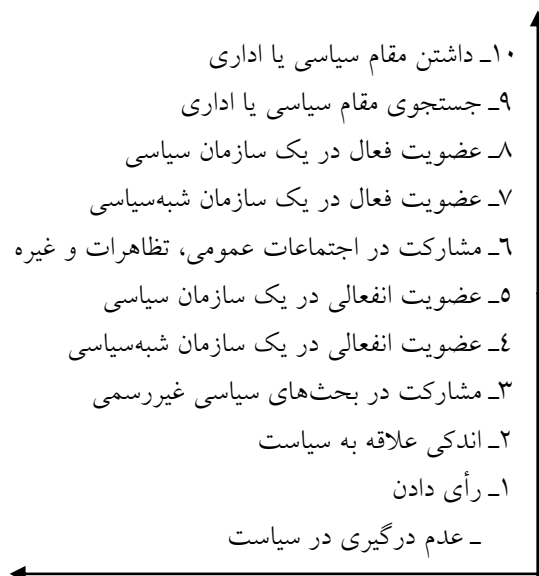 ۱۰ـ داشتن مقام سیاسی یا اداری
۹ـ جستجوی مقام سیاسی یا اداری
۸ـ عضویت فعال در یک سازمان سیاسی
۷ـ عضویت فعال در یک سازمان شبه‌سیاسی
۶ـ مشارکت در اجتماعات عمومی، تظاهرات و غیره
۵ـ عضویت انفعالی در یک سازمان سیاسی
۴ـ عضویت انفعالی در یک سازمان شبه‌سیاسی
۳ـ مشارکت در بحث‌های سیاسی غیررسمی
۲ـ اندکی علاقه به سیاست
۱ـ رأی دادن
ـ عدم درگیری در سیاست